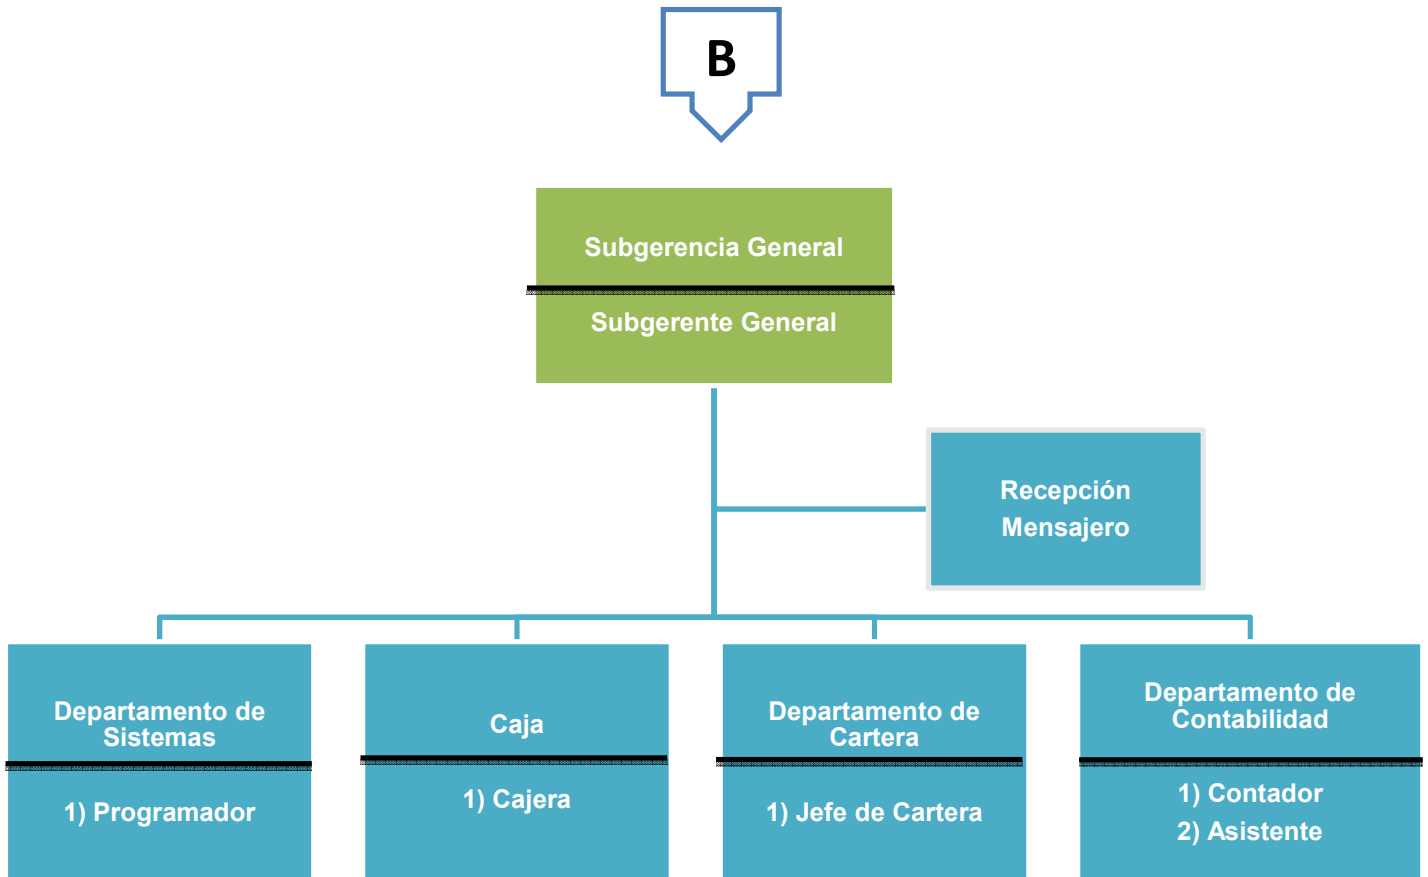 B
Subgerencia General
Subgerente General
Recepción
Mensajero
Departamento de
Sistemas
1) Programador
Caja
1) Cajera
Departamento de
Cartera
1) Jefe de Cartera
Departamento de
Contabilidad
1) Contador
2) Asistente